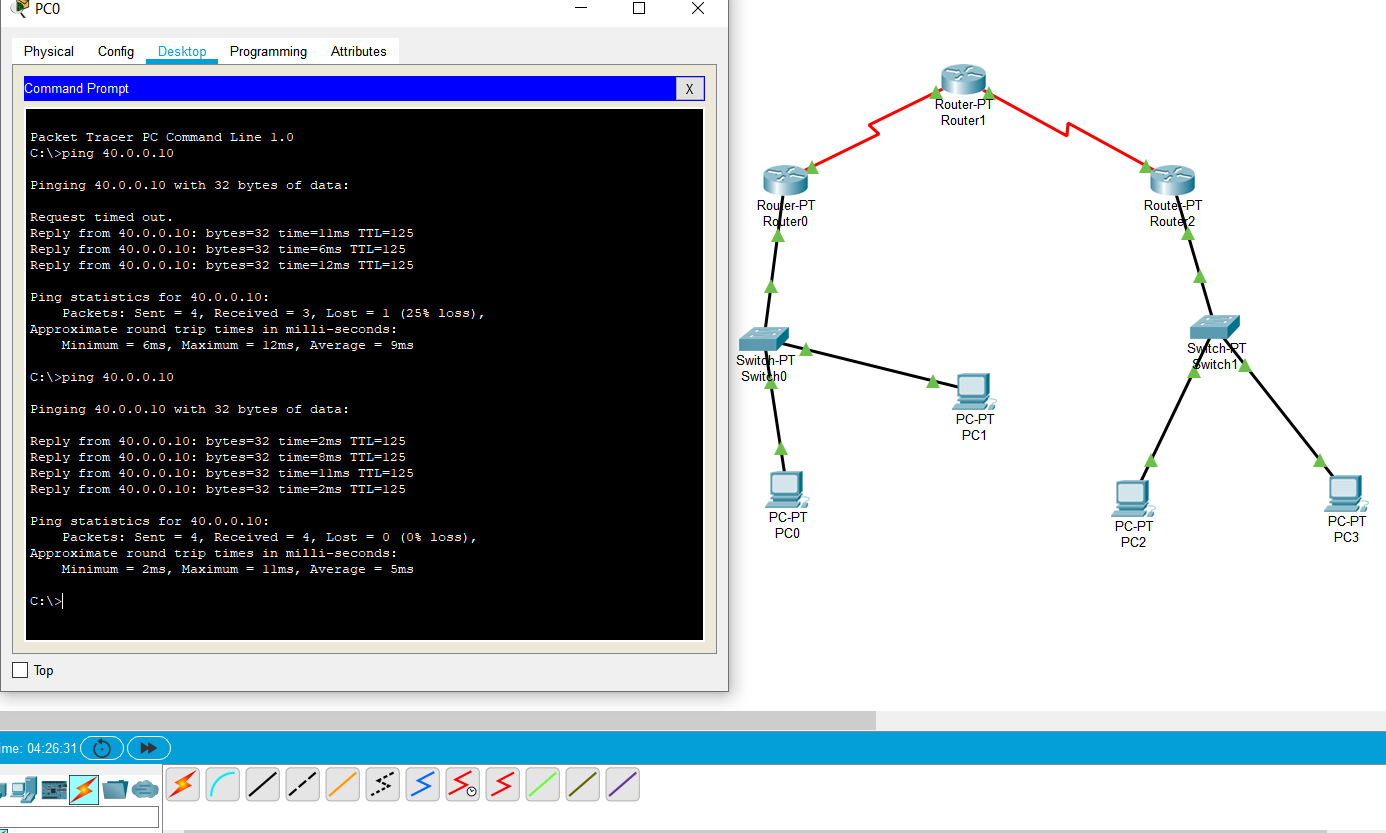 PC0
Physical Config Desktop Programming Attributes
Command Prompt
X
Packet Tracer PC Command Line 1.0
C:\>ping 40.0.0.10
Pinging 40.0.0.10 with 32 bytes of data:
Request timed out.
Reply from 40.0.0.10: bytes=32 time=11ms TTL=125
Reply from 40.0.0.10: bytes=32 time=6ms TTL=125
Reply from 40.0.0.10: bytes=32 time=12ms TTL=125
Ping statistics for 40.0.0.10:
Packets: Sent = 4, Received = 3, Lost = 1 (25% loss),
Approximate round trip times in milli-seconds:
Minimum = 6ms, Maximum = 12ms, Average = 9ms
C:\>ping 40.0.0.10
Pinging 40.0.0.10 with 32 bytes of data:
Reply from 40.0.0.10: bytes=32 time=2ms TTL=125
Reply from 40.0.0.10: bytes=32 time=8ms TTL=125
Reply from 40.0.0.10: bytes=32 time=11ms TTL=125
Reply from 40.0.0.10: bytes=32 time=2ms TTL=125
Ping statistics for 40.0.0.10:
Packets: Sent = 4, Received = 4, Lost = 0 (0% loss),
Approximate round trip times in milli-seconds:
Minimum = 2ms, Maximum = 11ms, Average = 5ms
C:\>
Top
Router-PT
Router1
Router-PT
Router0
Router-PT
Router2
Switch-PT
Switch0
Switch-PT
Switch1
PC-PT
PC1
PC-PT
PC0
PC-PT
PC2
PC-PT
PC3
ime: 04:26:31